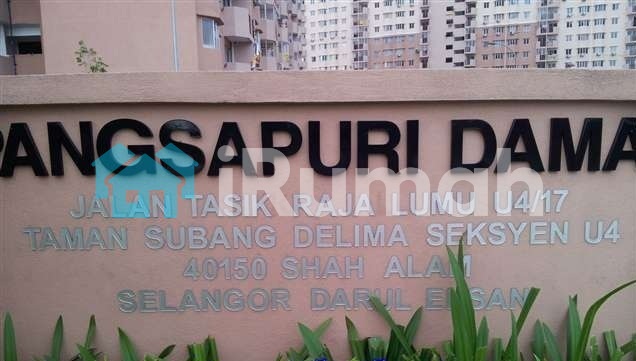 PANGSAPURI DAMA
iRumah
JALAN TASIK RAJA LUMU U4/17
TAMAN SUBANG DELIMA SEKSYEN U4
40150 SHAH ALAM
SELANGOR DARUL EHSAN